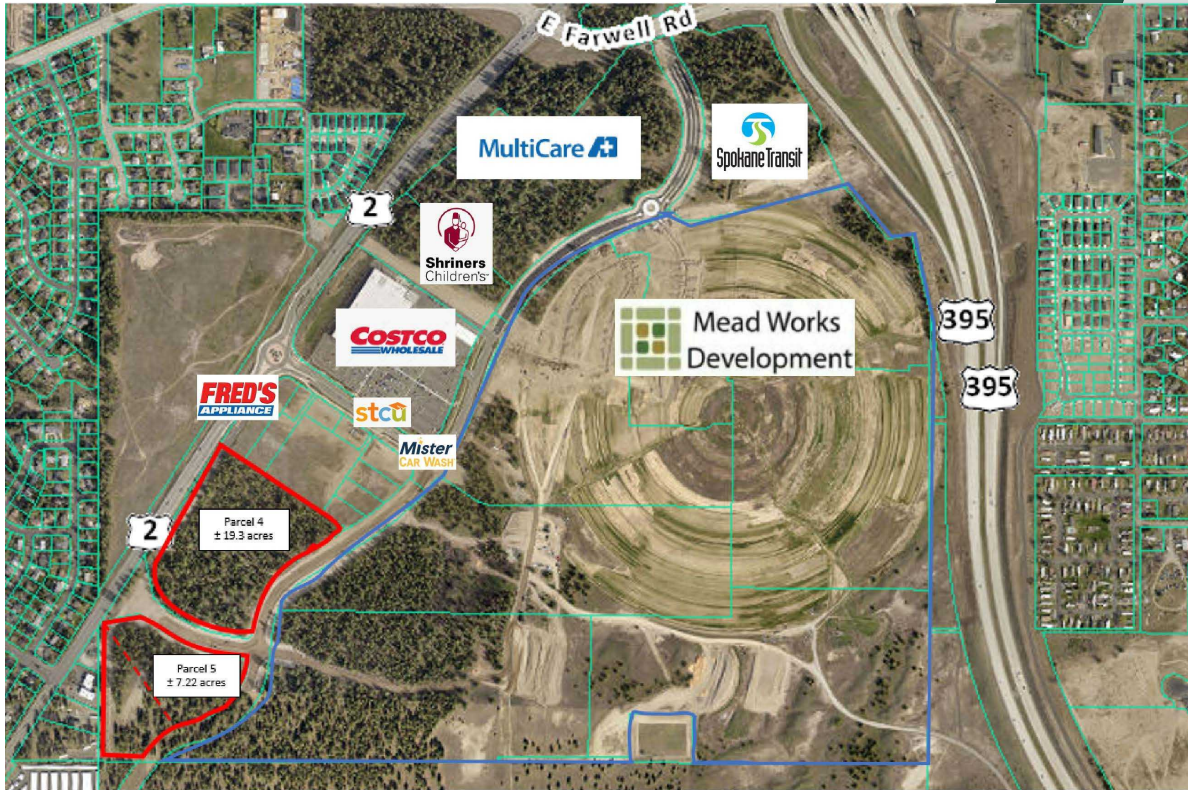 E Farwell Rd
MultiCare
Spokane Transit
2
Shriners
Children's™
COSTCO
WHOLESALE
Mead Works
Development
395
395
FRED'S
APPLIANCE
stcu
Mister
CAR WASH
Parcel 4
± 19.3 acres
2
Parcel 5
± 7.22 acres